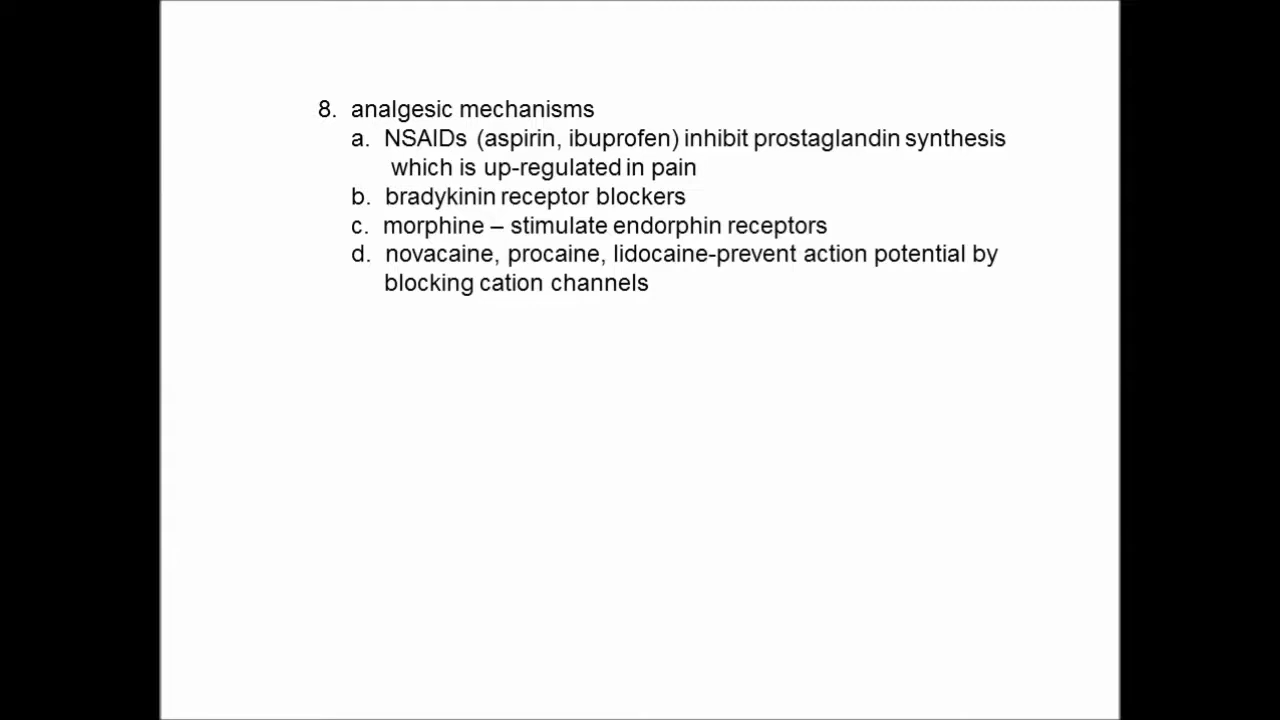 8. analgesic mechanisms
a. NSAIDs (aspirin, ibuprofen) inhibit prostaglandin synthesis
which is up-regulated in pain
b. bradykinin receptor blockers
c. morphine – stimulate endorphin receptors
d. novacaine, procaine, lidocaine-prevent action potential by
blocking cation channels